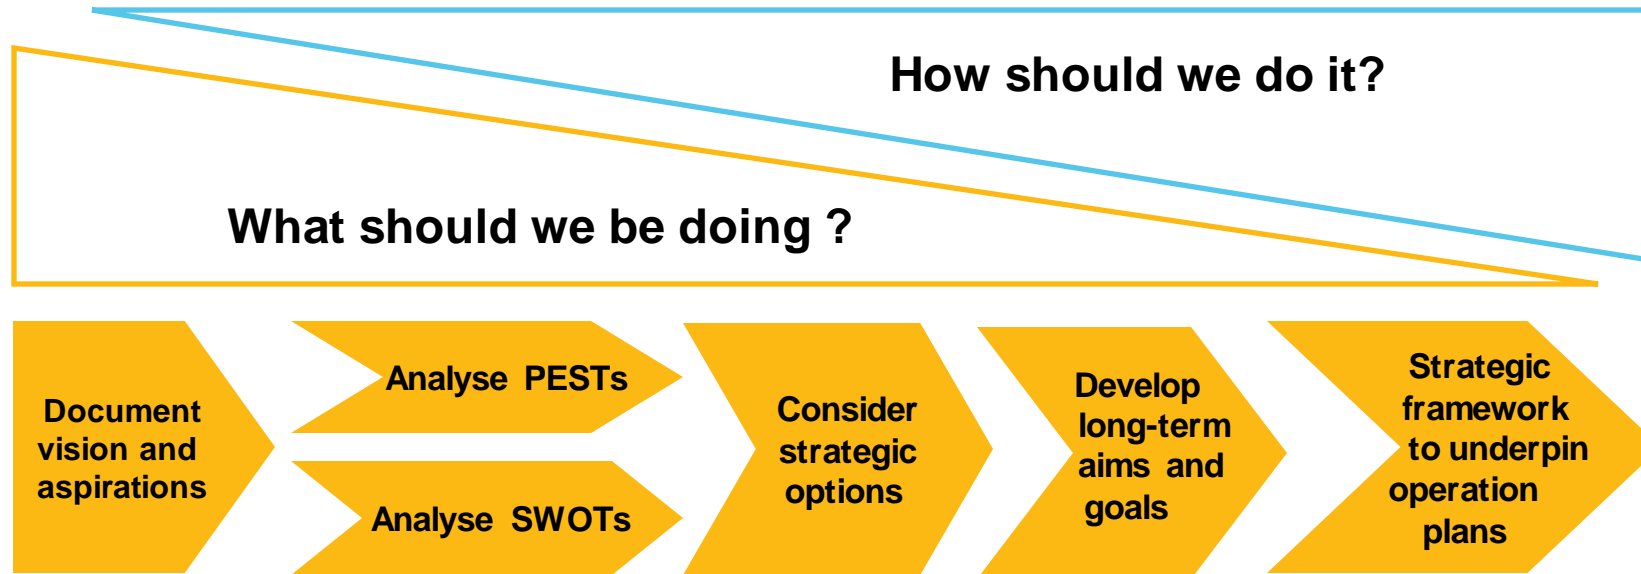 How should we do it?
What should we be doing ?
Document
vision and
aspirations
Analyse PESTs
Analyse SWOTs
Consider
strategic
options
Develop
long-term
aims and
goals
Strategic
framework
to underpin
operation
plans